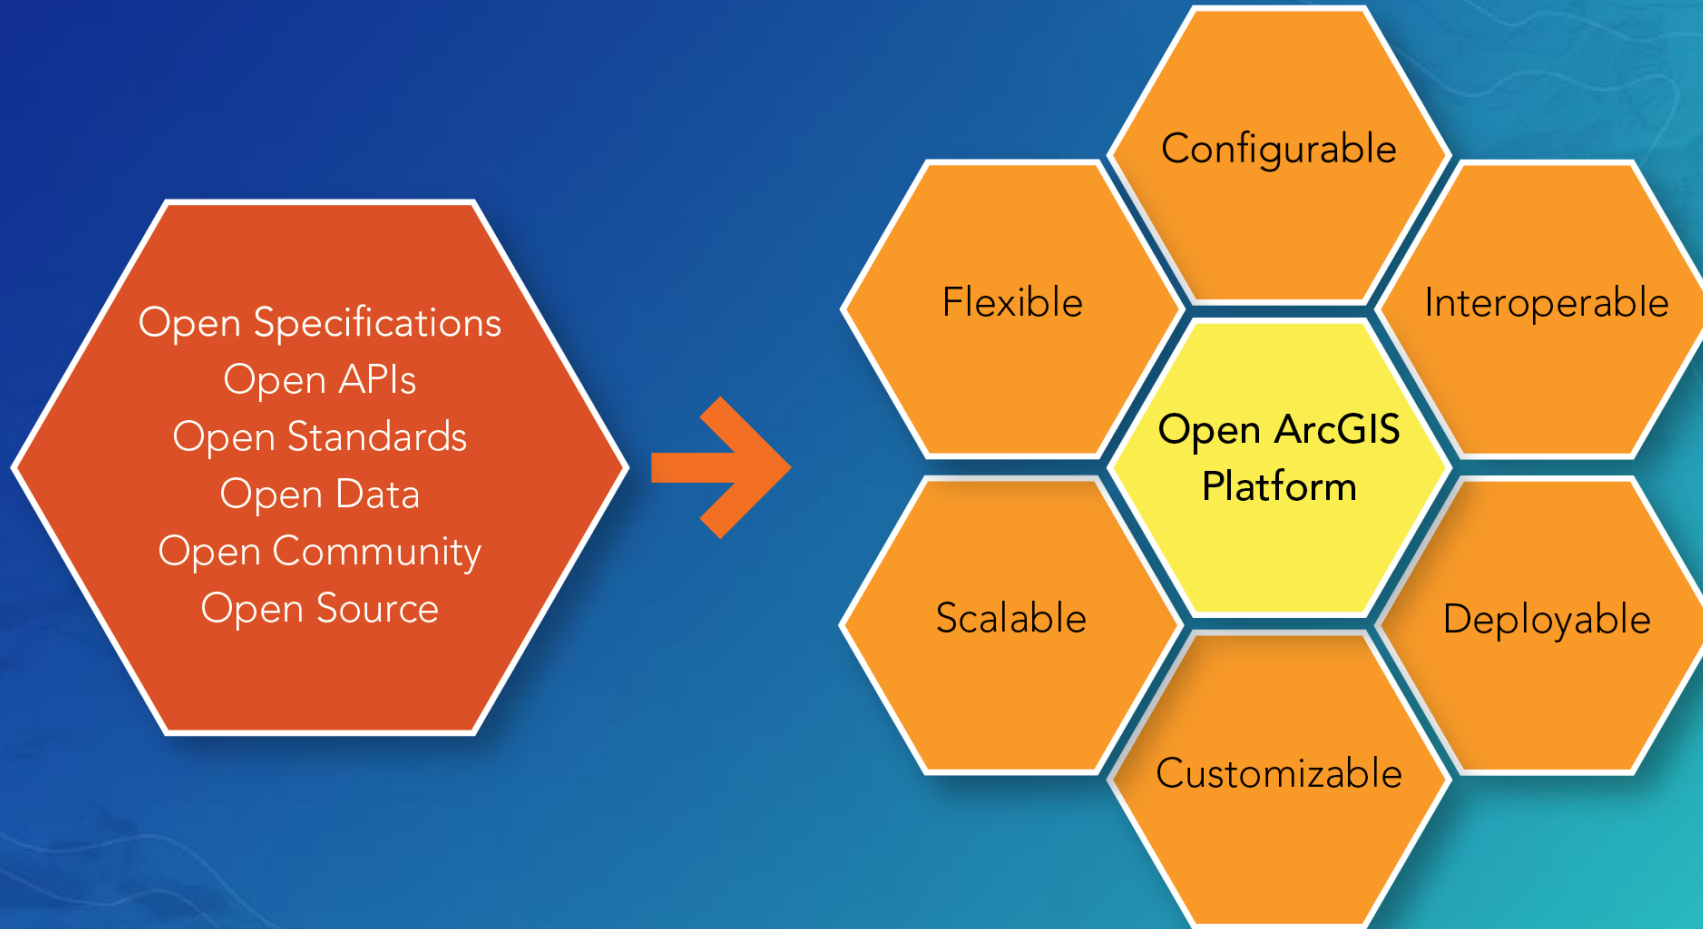 Open Specifications
Open APIs
Open Standards
Open Data
Open Community
Open Source
Configurable
Flexible
Interoperable
Open ArcGIS
Platform
Scalable
Deployable
Customizable